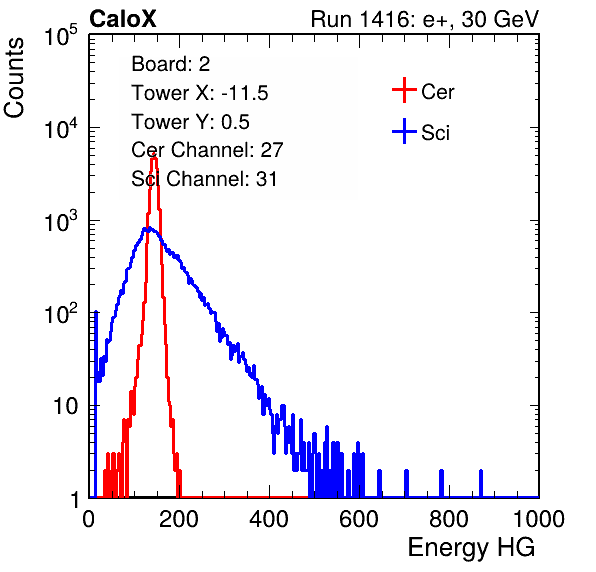 CaloX Run 1416: e+, 30 GeV
Counts
Board: 2
Tower X: -11.5
Tower Y: 0.5
Cer Channel: 27
Sci Channel: 31
Cer
Sci
10^5
10^4
10^3
10^2
10
1
0 200 400 600 800 1000
Energy HG